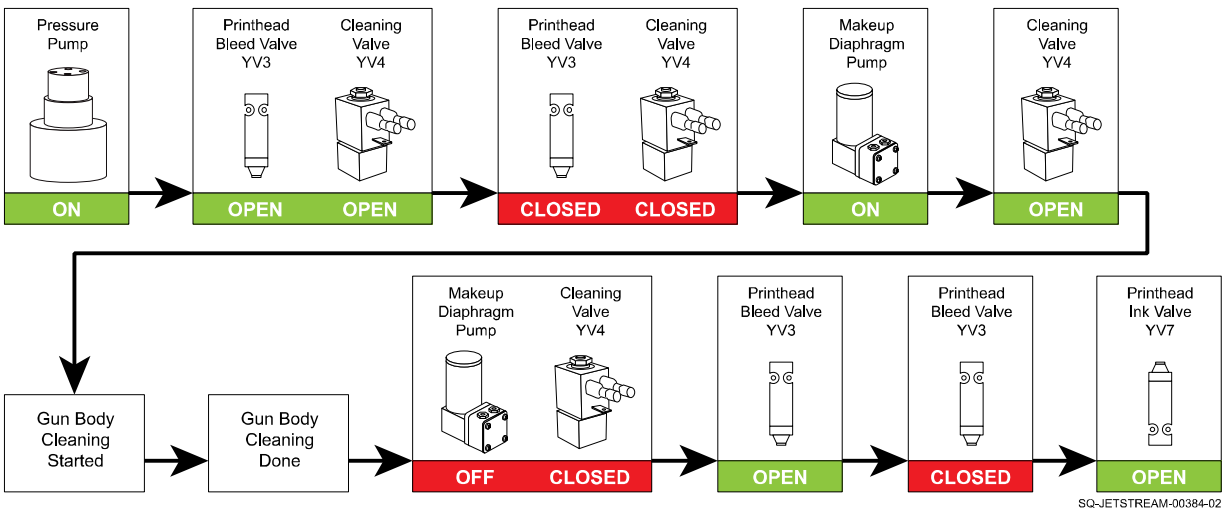 Pressure
Pump
ON
Printhead
Bleed Valve
YV3
Cleaning
Valve
YV4
OPEN OPEN
Printhead
Bleed Valve
YV3
Cleaning
Valve
YV4
CLOSED CLOSED
Makeup
Diaphragm
Pump
ON
Cleaning
Valve
YV4
OPEN
Gun Body
Cleaning
Started
Gun Body
Cleaning
Done
Makeup
Diaphragm
Pump
Cleaning
Valve
YV4
OFF CLOSED
Printhead
Bleed Valve
YV3
OPEN
Printhead
Bleed Valve
YV3
CLOSED
Printhead
Ink Valve
YV7
OPEN
SQ-JETSTREAM-00384-02